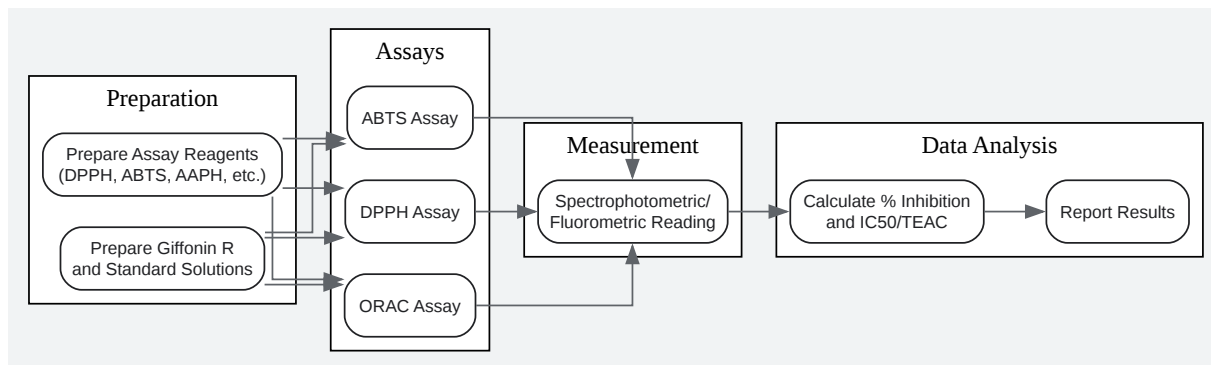 Preparation
Prepare Assay Reagents
(DPPH, ABTS, AAPH, etc.)
Prepare Giffonin R
and Standard Solutions
Assays
ABTS Assay
DPPH Assay
ORAC Assay
Measurement
Spectrophotometric/
Fluorometric Reading
Data Analysis
Calculate % Inhibition
and IC50/TEAC
Report Results